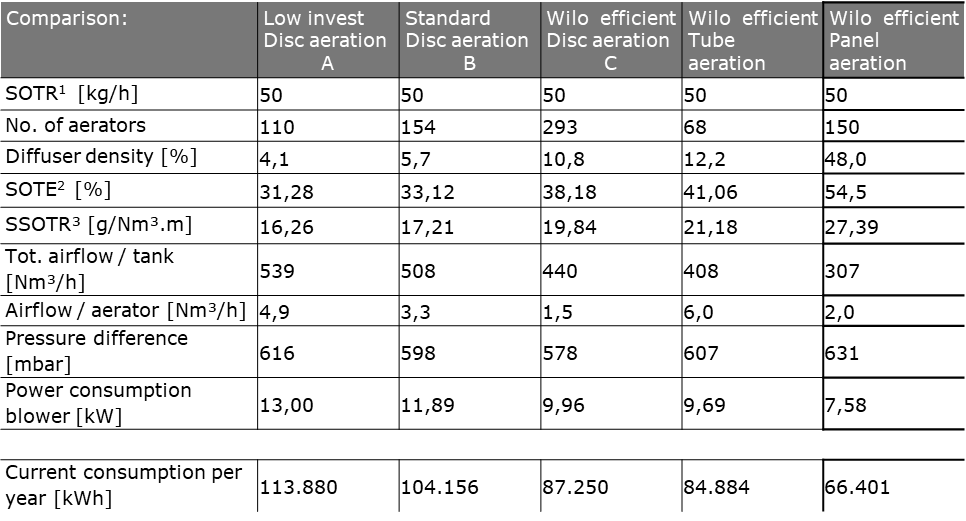 Comparison: Low invest Disc aeration A Standard Disc aeration B Wilo efficient Disc aeration C Wilo efficient Tube aeration Wilo efficient Panel aeration
SOTR¹ [kg/h] 50 50 50 50 50
No. of aerators 110 154 293 68 150
Diffuser density [%] 4,1 5,7 10,8 12,2 48,0
SOTE² [%] 31,28 33,12 38,18 41,06 54,5
SSOTR³ [g/Nm³.m] 16,26 17,21 19,84 21,18 27,39
Tot. airflow / tank [Nm³/h] 539 508 440 408 307
Airflow / aerator [Nm³/h] 4,9 3,3 1,5 6,0 2,0
Pressure difference [mbar] 616 598 578 607 631
Power consumption blower [kW] 13,00 11,89 9,96 9,69 7,58
Current consumption per year [kWh] 113.880 104.156 87.250 84.884 66.401